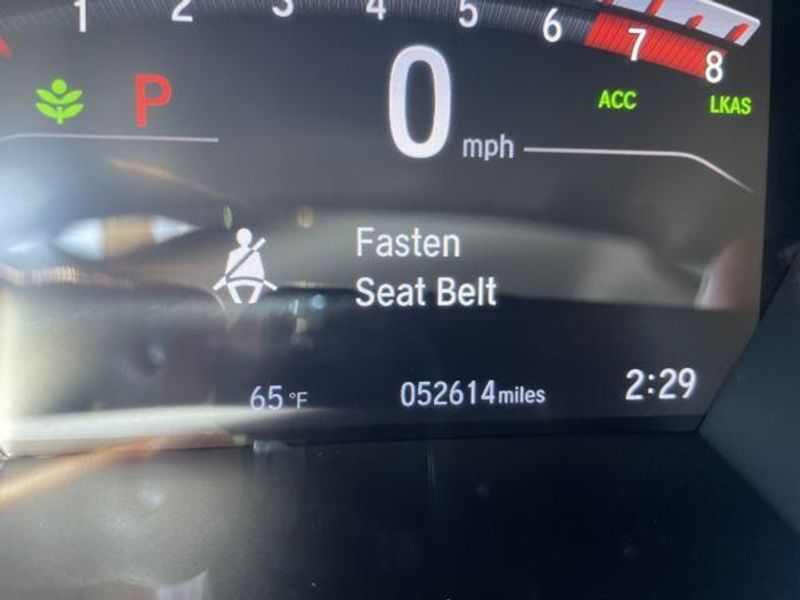 1 2 3 4 5 6 7 8
P 0 mph ACC LKAS
Fasten
Seat Belt
65 °F 052614 miles 2:29